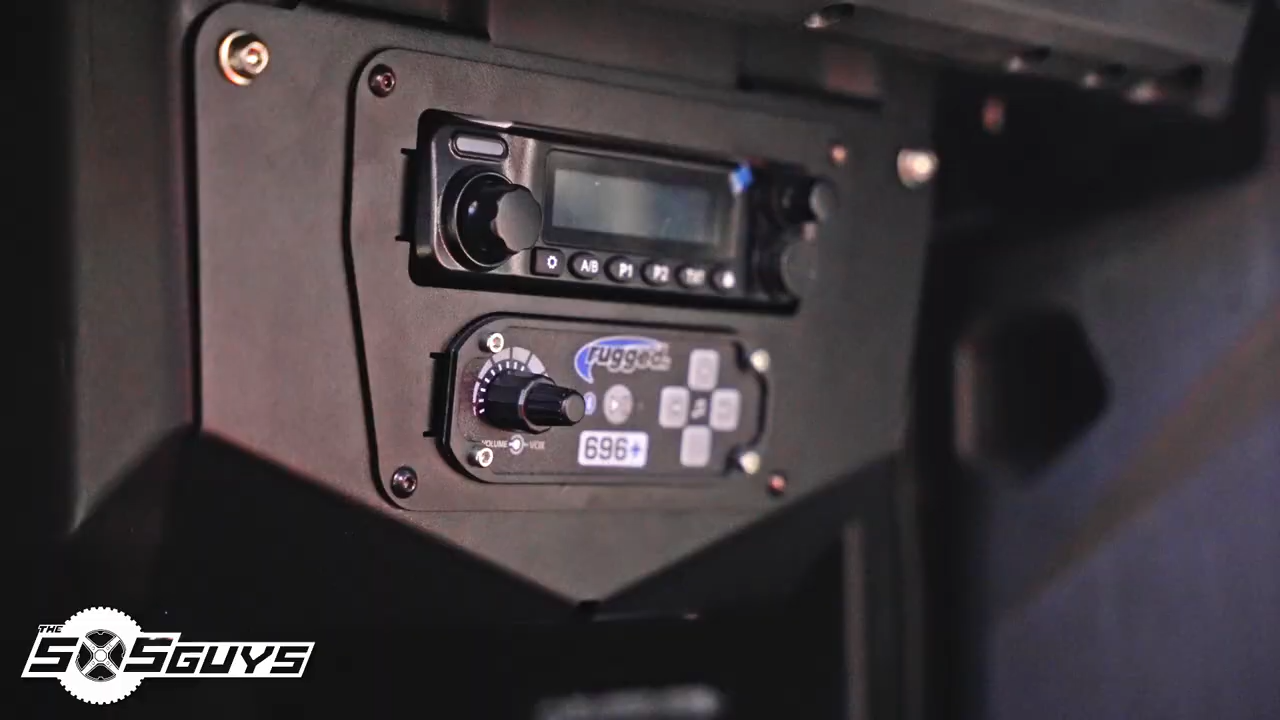 A/B P1 P2
rugged
VOLUME VOX
696+
THE
SXSGUYS